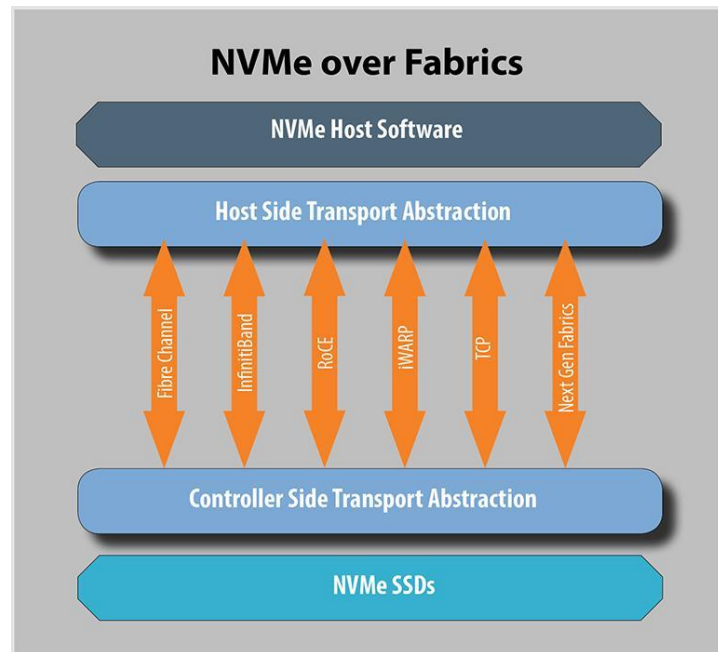 NVMe over Fabrics
NVMe Host Software
Host Side Transport Abstraction
Fibre Channel
InfinitiBand
RoCE
iWARP
TCP
Next Gen Fabrics
Controller Side Transport Abstraction
NVMe SSDs